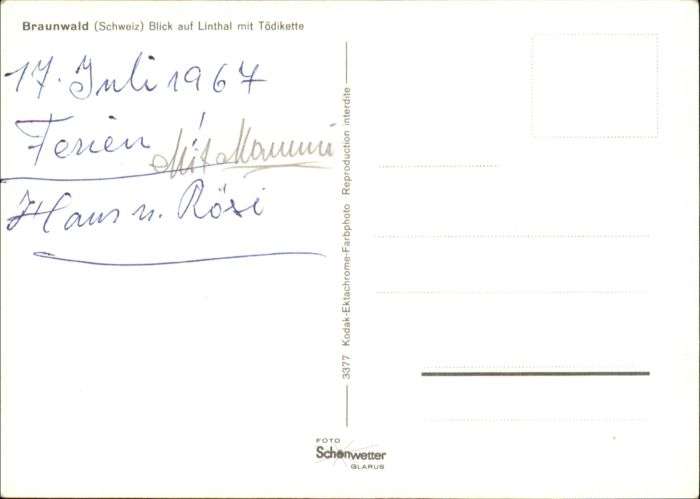 Braunwald (Schweiz) Blick auf Linthal mit Tödikette
17. Juli 1967
Ferien!
Mit Mammi
Hans u. Rösi
3377 Kodak-Ektachrome-Farbphoto Reproduction interdite
FOTO
Schönwetter
GLARUS